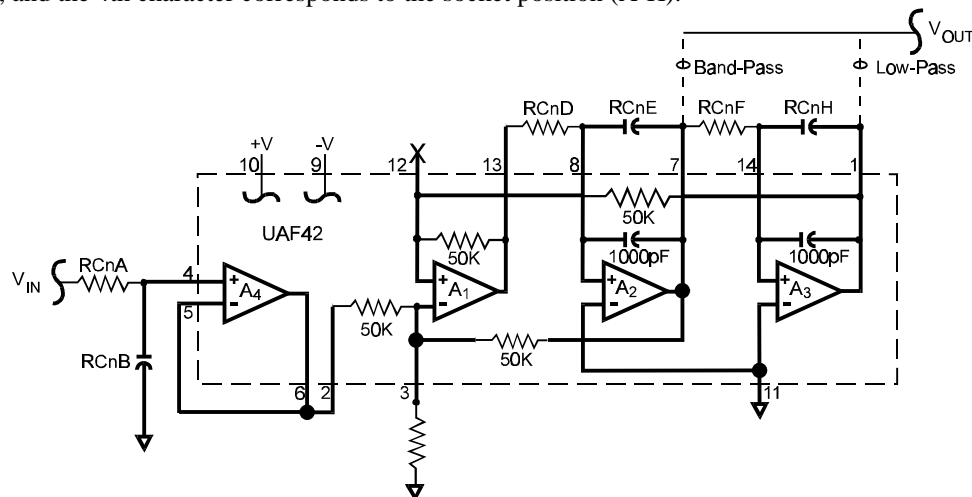 , and the 4th character corresponds to the socket position (A-H).
V OUT
Band-Pass
Low-Pass
RCnD
RCnE
RCnF
RCnH
+V
-V
10
9
12
13
8
7
14
1
50K
UAF42
50K
1000pF
1000pF
V IN
RCnA
4
+
A4
-
5
+
A1
-
+
A2
-
+
A3
-
50K
50K
RCnB
6
2
3
11